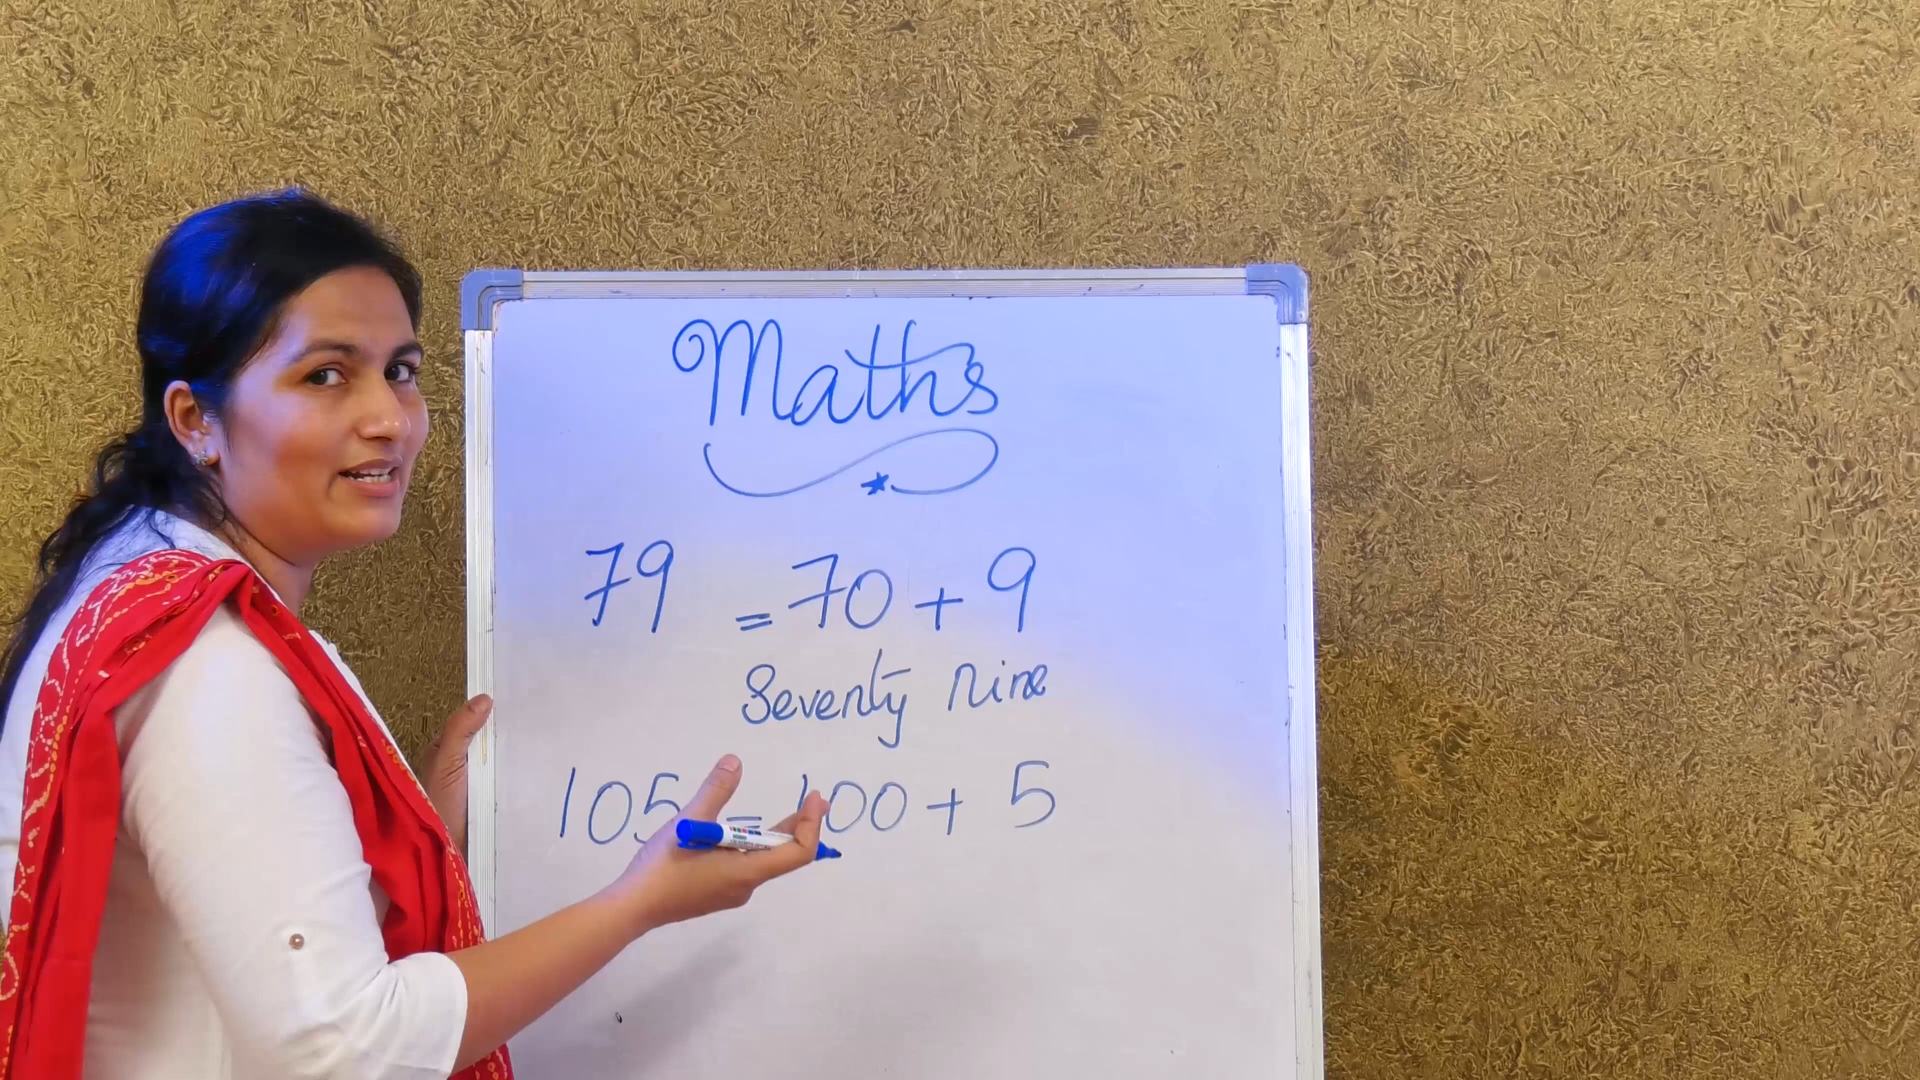 Maths
79 = 70 + 9
Seventy nine
105 = 100 + 5